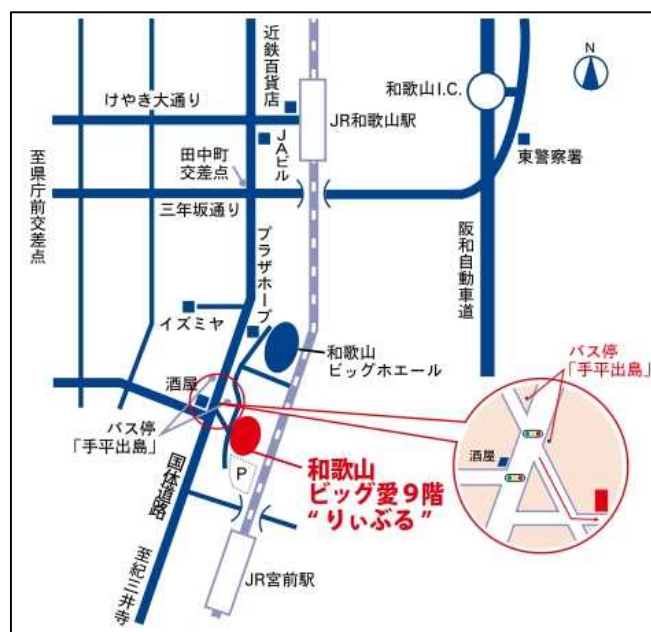 近鉄百貨店
けやき大通り
JR和歌山駅
和歌山I.C.
N
JAビル
田中町
交差点
東警察署
至県庁前交差点
三年坂通り
阪和自動車道
プラザホープ
イズミヤ
和歌山
ビッグホエール
酒屋
バス停
「手平出島」
バス停
「手平出島」
酒屋
P
和歌山
ビッグ愛9階
“りぃぶる”
国体道路
至紀三井寺
JR宮前駅